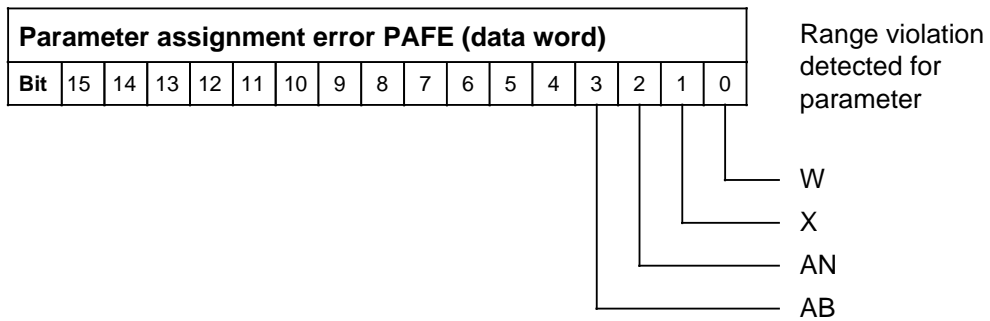 Parameter assignment error PAFE (data word)
Bit 15 14 13 12 11 10 9 8 7 6 5 4 3 2 1 0
Range violation
detected for
parameter
W
X
AN
AB